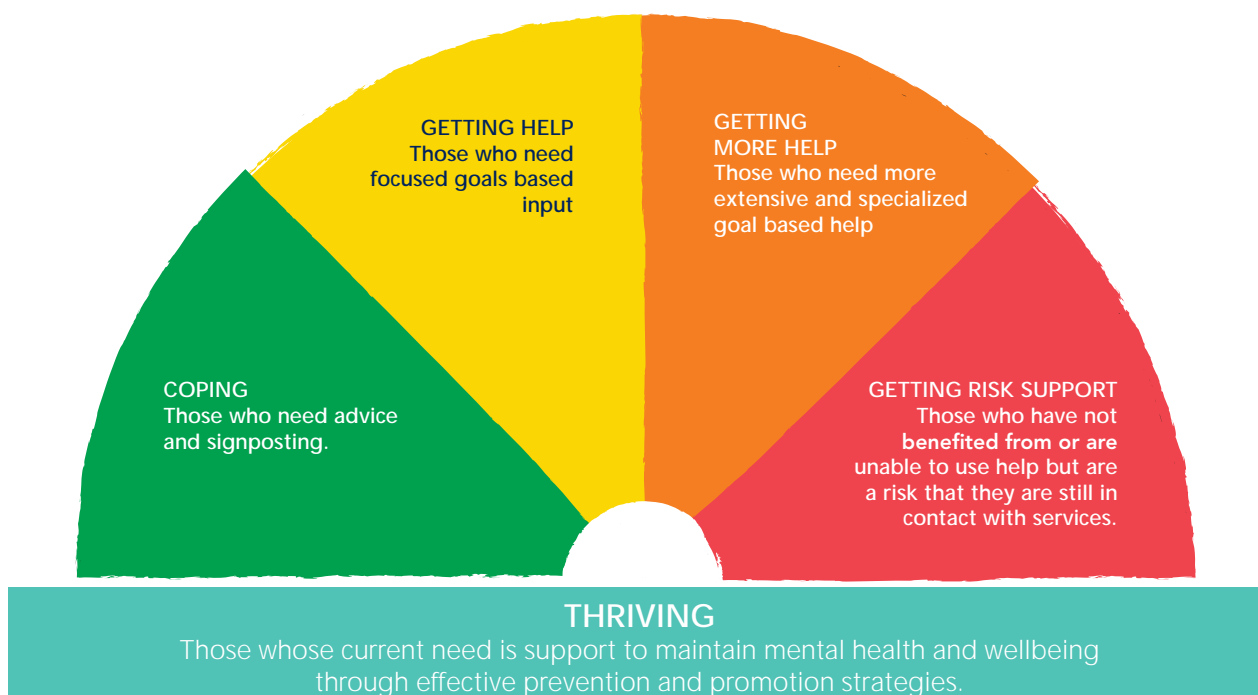 GETTING HELP
Those who need
focused goals based
input
GETTING
MORE HELP
Those who need more
extensive and specialized
goal based help
COPING
Those who need advice
and signposting.
GETTING RISK SUPPORT
Those who have not
benefited from or are
unable to use help but are
a risk that they are still in
contact with services.
THRIVING
Those whose current need is support to maintain mental health and wellbeing
through effective prevention and promotion strategies.